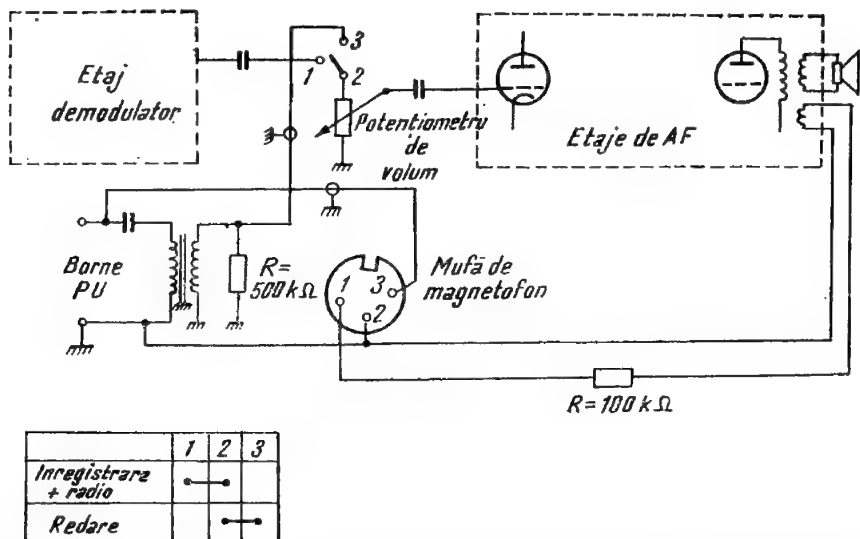 Etaj
demodulator
3
1
2
Potentiometru
de
volum
Etaje de AF
Borne
PU
R=
500 kΩ
1
3
2
Mufă de
magnetofon
R=100 kΩ
1 2 3
Inregistrare
+ radio
Redare